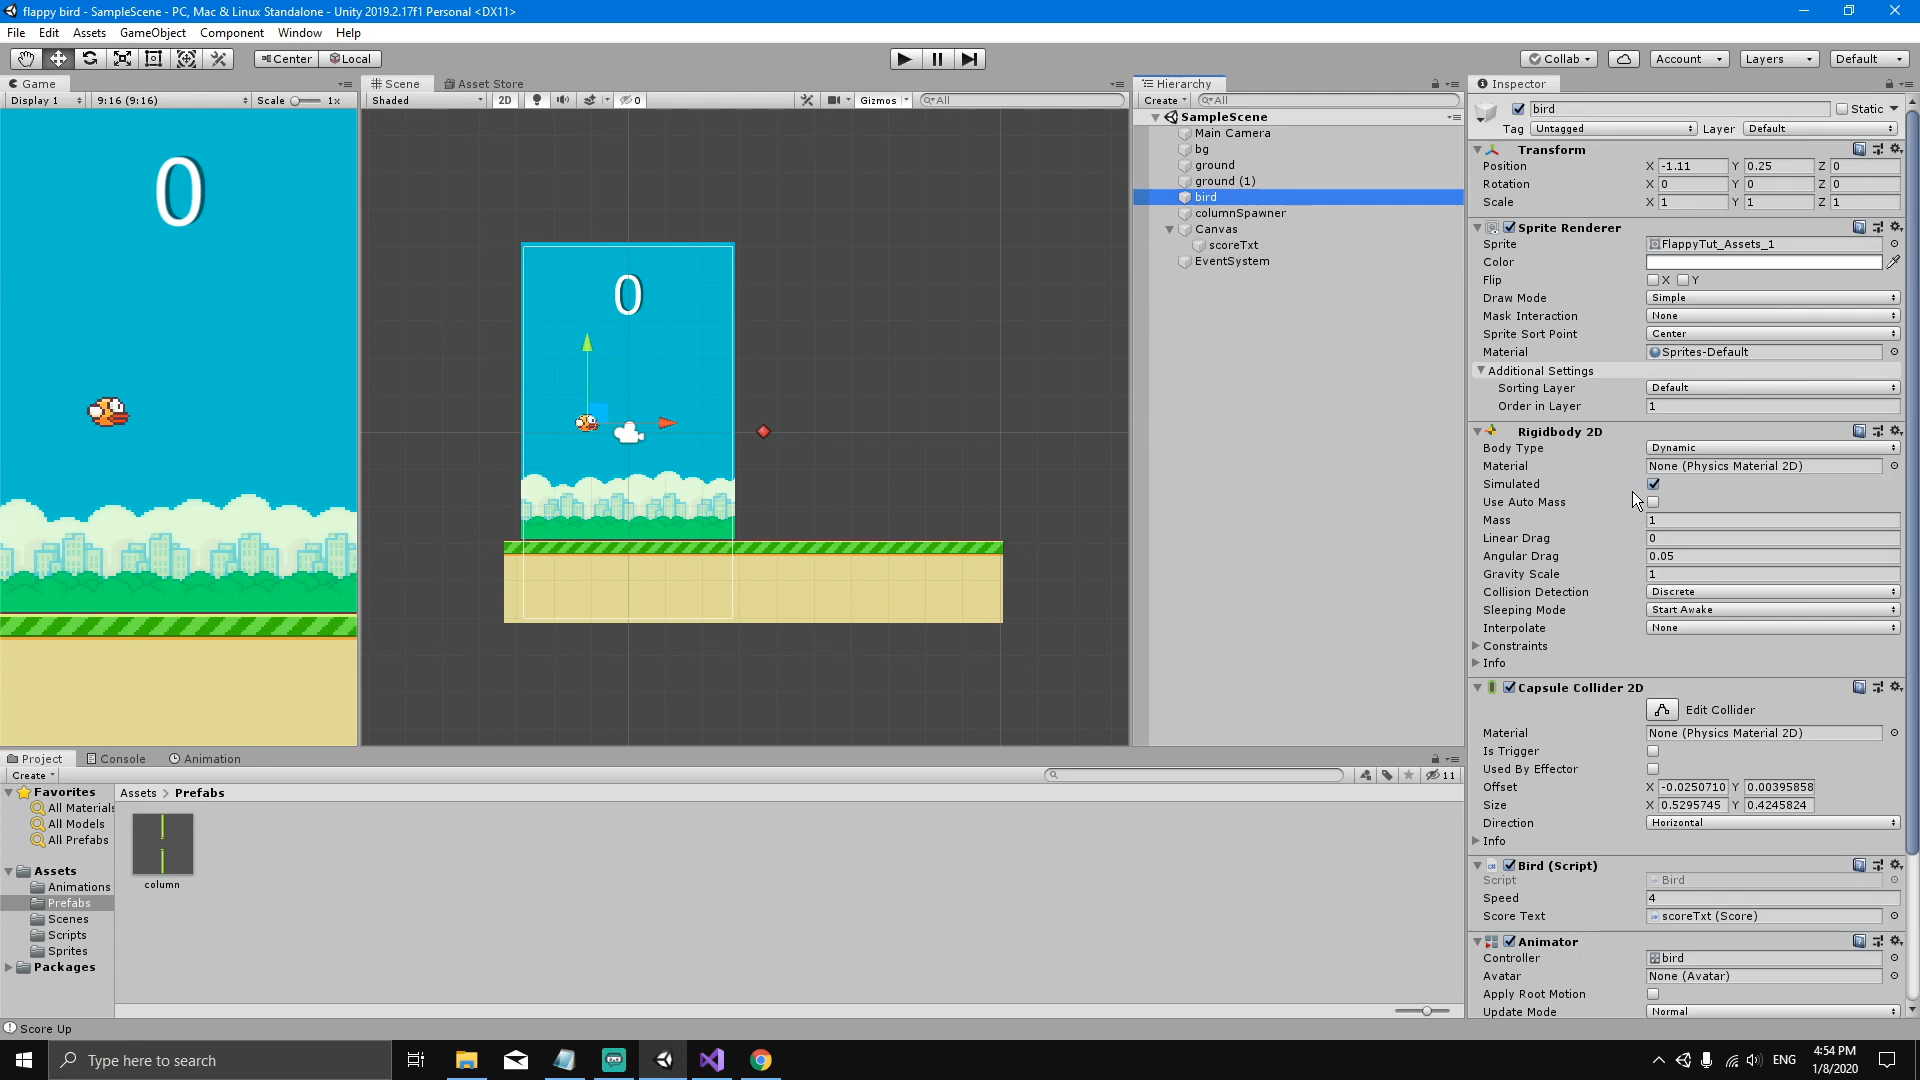 flappy bird - SampleScene - PC, Mac & Linux Standalone - Unity 2019.2.17f1 Personal <DX11>
File Edit Assets GameObject Component Window Help
Center Local Collab Account Layers Default
Game
Display 1 9:16 (9:16) Scale 1x
0
Scene Asset Store
Shaded 2D 0 Gizmos All
0
Hierarchy
Create All
SampleScene
Main Camera
bg
ground
ground (1)
bird
columnSpawner
Canvas
scoreTxt
EventSystem
Inspector
bird Static
Tag Untagged Layer Default
Transform
Position X -1.11 Y 0.25 Z 0
Rotation X 0 Y 0 Z 0
Scale X 1 Y 1 Z 1
Sprite Renderer
Sprite FlappyTut_Assets_1
Color
Flip X Y
Draw Mode Simple
Mask Interaction None
Sprite Sort Point Center
Material Sprites-Default
Additional Settings
Sorting Layer Default
Order in Layer 1
Rigidbody 2D
Body Type Dynamic
Material None (Physics Material 2D)
Simulated
Use Auto Mass
Mass 1
Linear Drag 0
Angular Drag 0.05
Gravity Scale 1
Collision Detection Discrete
Sleeping Mode Start Awake
Interpolate None
Constraints
Info
Capsule Collider 2D
Edit Collider
Material None (Physics Material 2D)
Is Trigger
Used By Effector
Offset X -0.0250710 Y 0.00395858
Size X 0.5295745 Y 0.4245824
Direction Horizontal
Info
Bird (Script)
Script Bird
Speed 4
Score Text scoreTxt (Score)
Animator
Controller bird
Avatar None (Avatar)
Apply Root Motion
Update Mode Normal
Project Console Animation
Create 11
Favorites
All Materials
All Models
All Prefabs
Assets
Animations
Prefabs
Scenes
Scripts
Sprites
Packages
Assets > Prefabs
column
Score Up
Type here to search
ENG
4:54 PM
1/8/2020